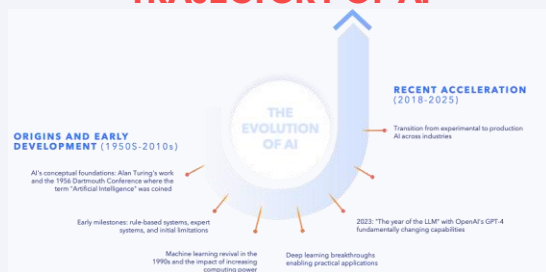 TRAJECTORY OF AI
THE
EVOLUTION
OF AI
ORIGINS AND EARLY
DEVELOPMENT (1950S-2010s)
AI's conceptual foundations: Alan Turing's work
and the 1956 Dartmouth Conference where the
term "Artificial Intelligence" was coined
Early milestones: rule-based systems, expert
systems, and initial limitations
Machine learning revival in the
1990s and the impact of increasing
computing power
Deep learning breakthroughs
enabling practical applications
2023: "The year of the LLM" with OpenAI's GPT-4
fundamentally changing capabilities
Transition from experimental to production
AI across industries
RECENT ACCELERATION
(2018-2025)